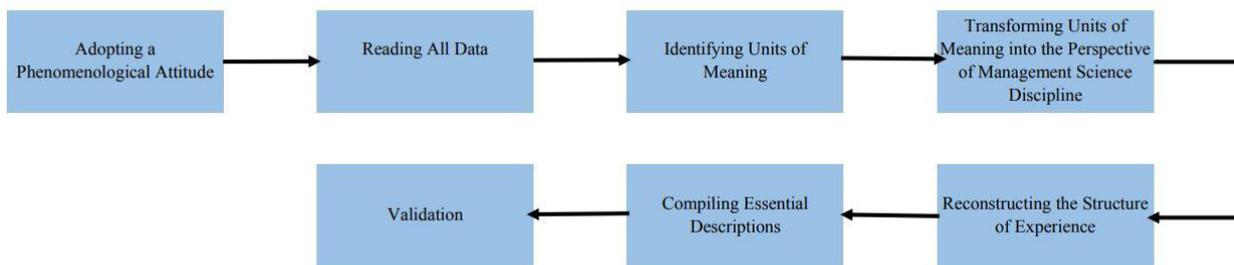 Adopting a
Phenomenological Attitude
Reading All Data
Identifying Units of
Meaning
Transforming Units of
Meaning into the Perspective
of Management Science
Discipline
Reconstructing the Structure
of Experience
Compiling Essential
Descriptions
Validation